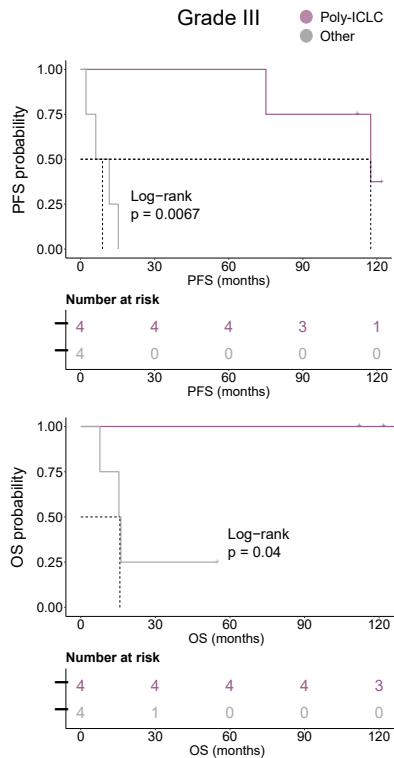 Grade III
Poly-ICLC
Other
PFS probability
1.00
0.75
0.50
0.25
0.00
Log-rank
p = 0.0067
0 30 60 90 120
PFS (months)
Number at risk
4 4 4 3 1
4 0 0 0 0
0 30 60 90 120
PFS (months)
OS probability
1.00
0.75
0.50
0.25
0.00
Log-rank
p = 0.04
0 30 60 90 120
OS (months)
Number at risk
4 4 4 4 3
4 1 0 0 0
0 30 60 90 120
OS (months)